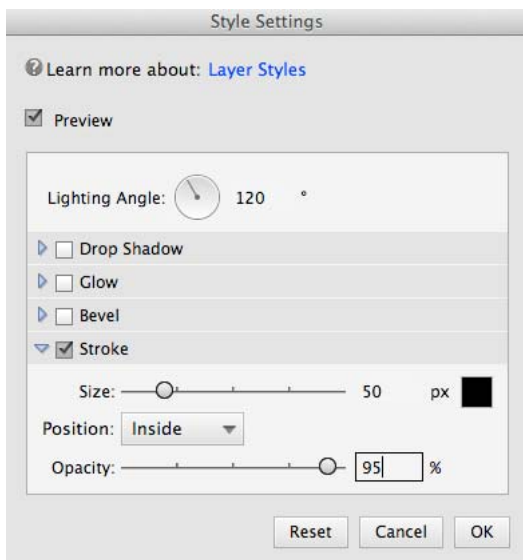 Style Settings
Learn more about: Layer Styles
Preview
Lighting Angle: 120 °
Drop Shadow
Glow
Bevel
Stroke
Size: 50 px
Position: Inside
Opacity: 95 %
Reset Cancel OK